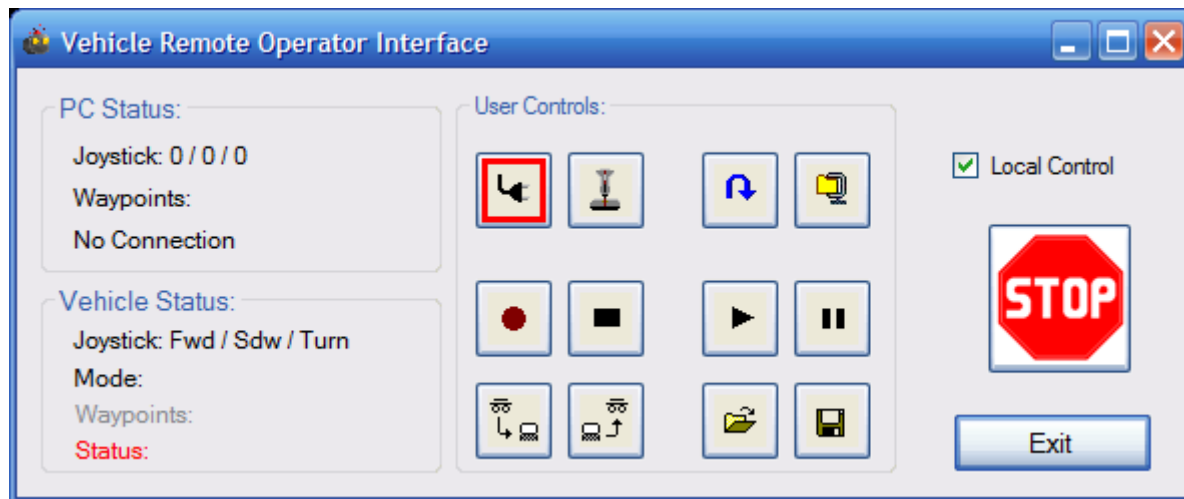 Vehicle Remote Operator Interface
PC Status:
Joystick: 0 / 0 / 0
Waypoints:
No Connection
Vehicle Status:
Joystick: Fwd / Sdw / Turn
Mode:
Waypoints:
Status:
User Controls:
Local Control
STOP
Exit